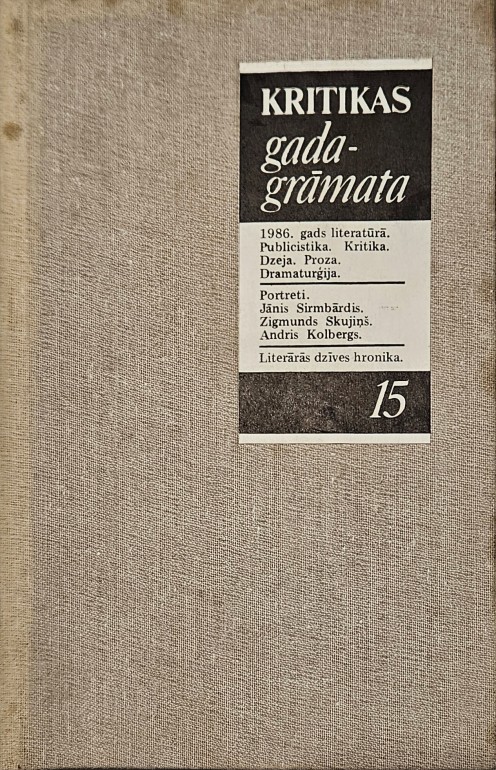 KRITIKAS
gada-
grāmata
1986. gads literatūrā.
Publicistika. Kritika.
Dzeja. Proza.
Dramaturģija.
Portreti.
Jānis Sirmbārdis.
Zigmunds Skujiņš.
Andris Kolbergs.
Literārās dzīves hronika.
15